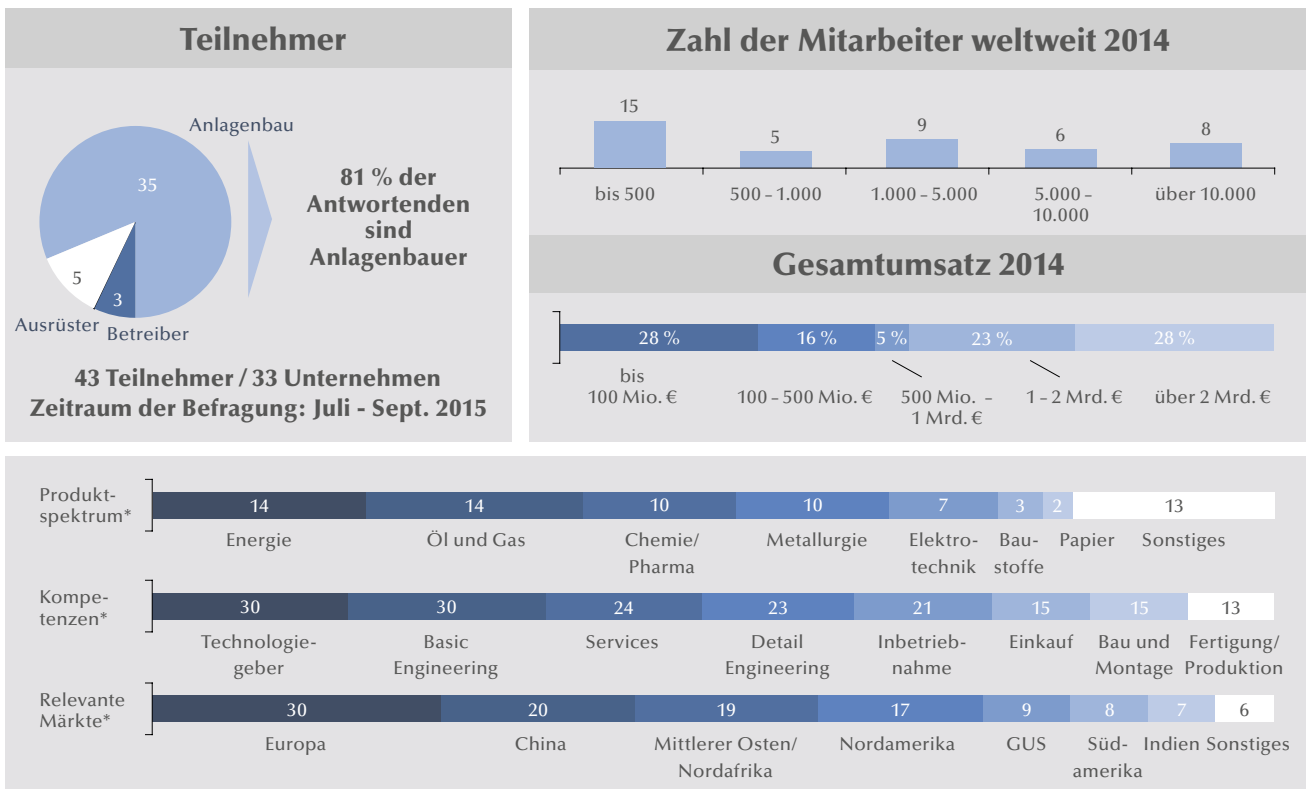 Teilnehmer
Anlagenbau
35
5
3
Ausrüster
Betreiber
81 % der
Antwortenden
sind
Anlagenbauer
43 Teilnehmer / 33 Unternehmen
Zeitraum der Befragung: Juli - Sept. 2015
Zahl der Mitarbeiter weltweit 2014
15
5
9
6
8
bis 500
500 – 1.000
1.000 – 5.000
5.000 –
10.000
über 10.000
Gesamtumsatz 2014
28 %
16 %
5 %
23 %
28 %
bis
100 Mio. €
100 – 500 Mio. €
500 Mio. –
1 Mrd. €
1 – 2 Mrd. €
über 2 Mrd. €
Produkt-
spektrum*
14
14
10
10
7
3
2
13
Energie
Öl und Gas
Chemie/
Pharma
Metallurgie
Elektro-
technik
Bau-
stoffe
Papier
Sonstiges
Kompe-
tenzen*
30
30
24
23
21
15
15
13
Technologie-
geber
Basic
Engineering
Services
Detail
Engineering
Inbetrieb-
nahme
Einkauf
Bau und
Montage
Fertigung/
Produktion
Relevante
Märkte*
30
20
19
17
9
8
7
6
Europa
China
Mittlerer Osten/
Nordafrika
Nordamerika
GUS
Süd-
amerika
Indien
Sonstiges